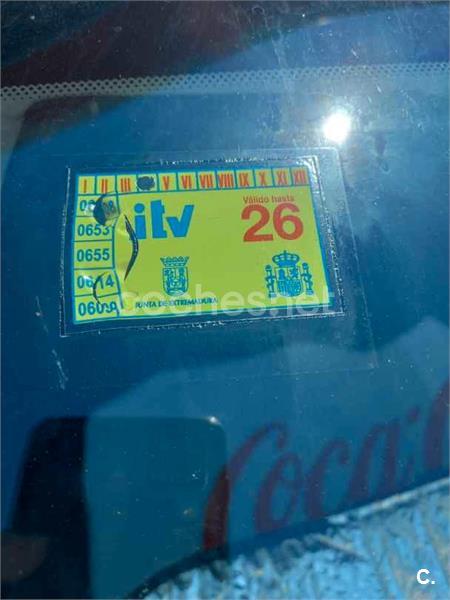 I II III V VI VII VIII IX X XI XII
0653
0655
itv
Válido hasta
26
JUNTA DE EXTREMADURA
coches.net
Coca
C.